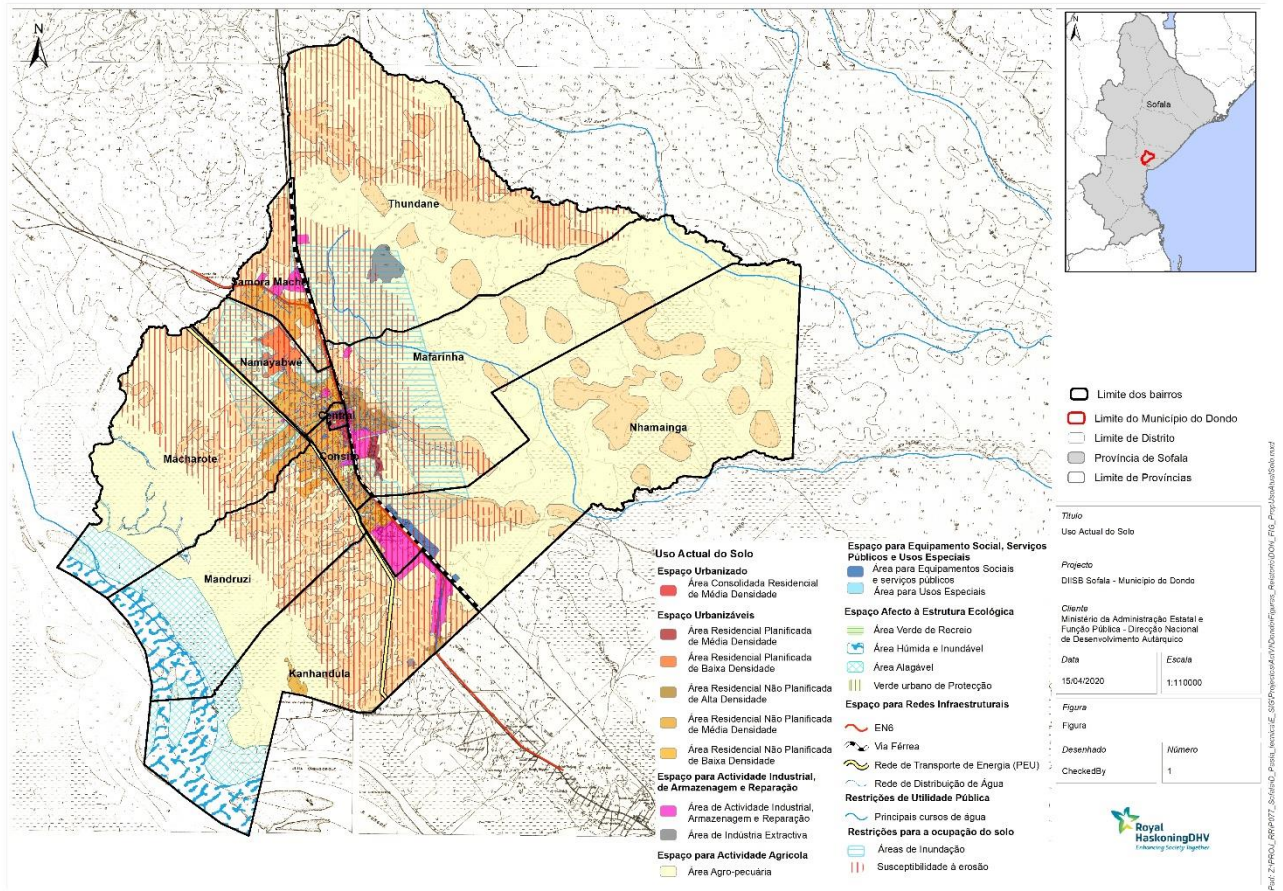 N
Thundane
Samora Machel
Mafarinha
Namayabwe
Central
Nhamainga
Macharote
Consito
Mandruzi
Kanhandula
Uso Actual do Solo
Espaço Urbanizado
Área Consolidada Residencial
de Média Densidade
Espaço Urbanizáveis
Área Residencial Planificada
de Média Densidade
Área Residencial Planificada
de Baixa Densidade
Área Residencial Não Planificada
de Alta Densidade
Área Residencial Não Planificada
de Média Densidade
Área Residencial Não Planificada
de Baixa Densidade
Espaço para Actividade Industrial,
de Armazenagem e Reparação
Área de Actividade Industrial,
Armazenagem e Reparação
Área de Indústria Extractiva
Espaço para Actividade Agrícola
Área Agro-pecuária
Espaço para Equipamento Social, Serviços
Públicos e Usos Especiais
Área para Equipamentos Sociais
e serviços públicos
Área para Usos Especiais
Espaço Afecto à Estrutura Ecológica
Área Verde de Recreio
Área Húmida e Inundável
Área Alagável
Verde urbano de Protecção
Espaço para Redes Infraestruturais
EN6
Via Férrea
Rede de Transporte de Energia (PEU)
Rede de Distribuição de Água
Restrições de Utilidade Pública
Principais cursos de água
Restrições para a ocupação do solo
Áreas de Inundação
Susceptibilidade à erosão
N
Sofala
Limite dos bairros
Limite do Município do Dondo
Limite de Distrito
Província de Sofala
Limite de Províncias
Título
Uso Actual do Solo
Projecto
DIISB Sofala - Município do Dondo
Cliente
Ministério da Administração Estatal e
Função Pública - Direcção Nacional
de Desenvolvimento Autárquico
Data
15/04/2020
Escala
1:110000
Figura
Figura
Desenhado
CheckedBy
Número
1
Royal
HaskoningDHV
Enhancing Society Together